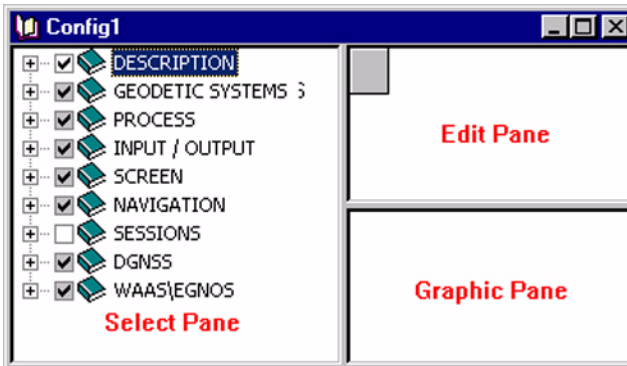 Config1
DESCRIPTION
GEODETIC SYSTEMS
PROCESS
INPUT / OUTPUT
SCREEN
NAVIGATION
SESSIONS
DGNSS
WAAS\EGNOS
Select Pane
Edit Pane
Graphic Pane